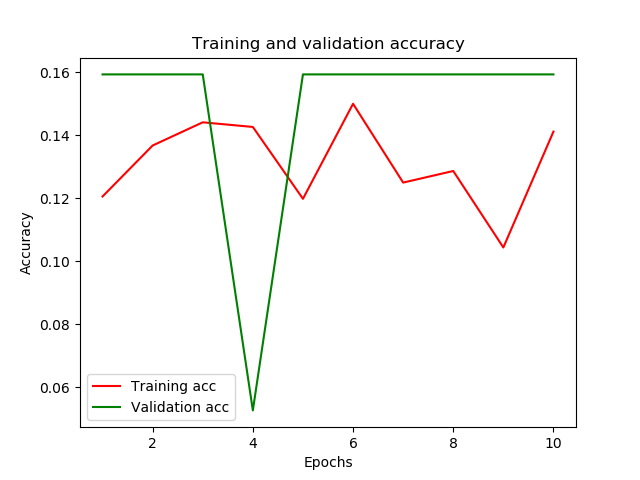 Training and validation accuracy
0.16
0.14
0.12
0.10
0.08
0.06
Accuracy
Training acc
Validation acc
2 4 6 8 10
Epochs